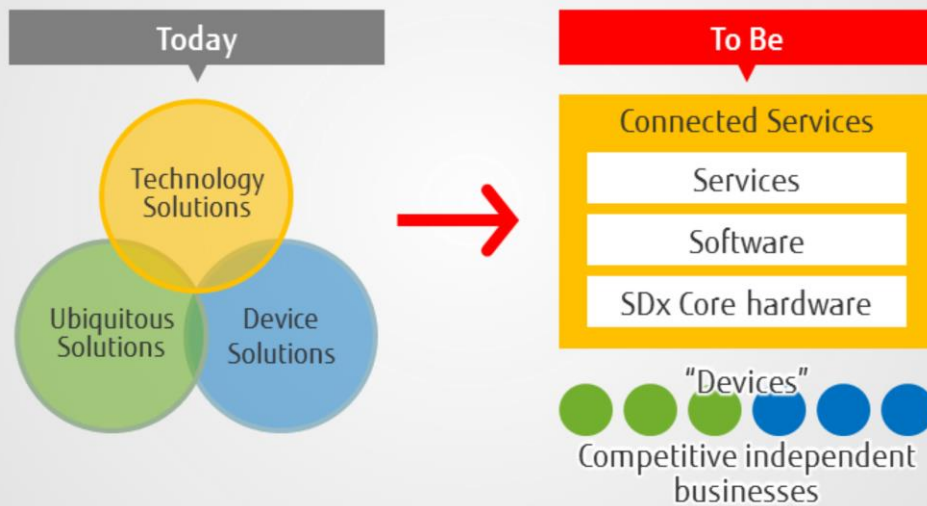 Today
Technology
Solutions
Ubiquitous
Solutions
Device
Solutions
To Be
Connected Services
Services
Software
SDx Core hardware
“Devices”
Competitive independent
businesses